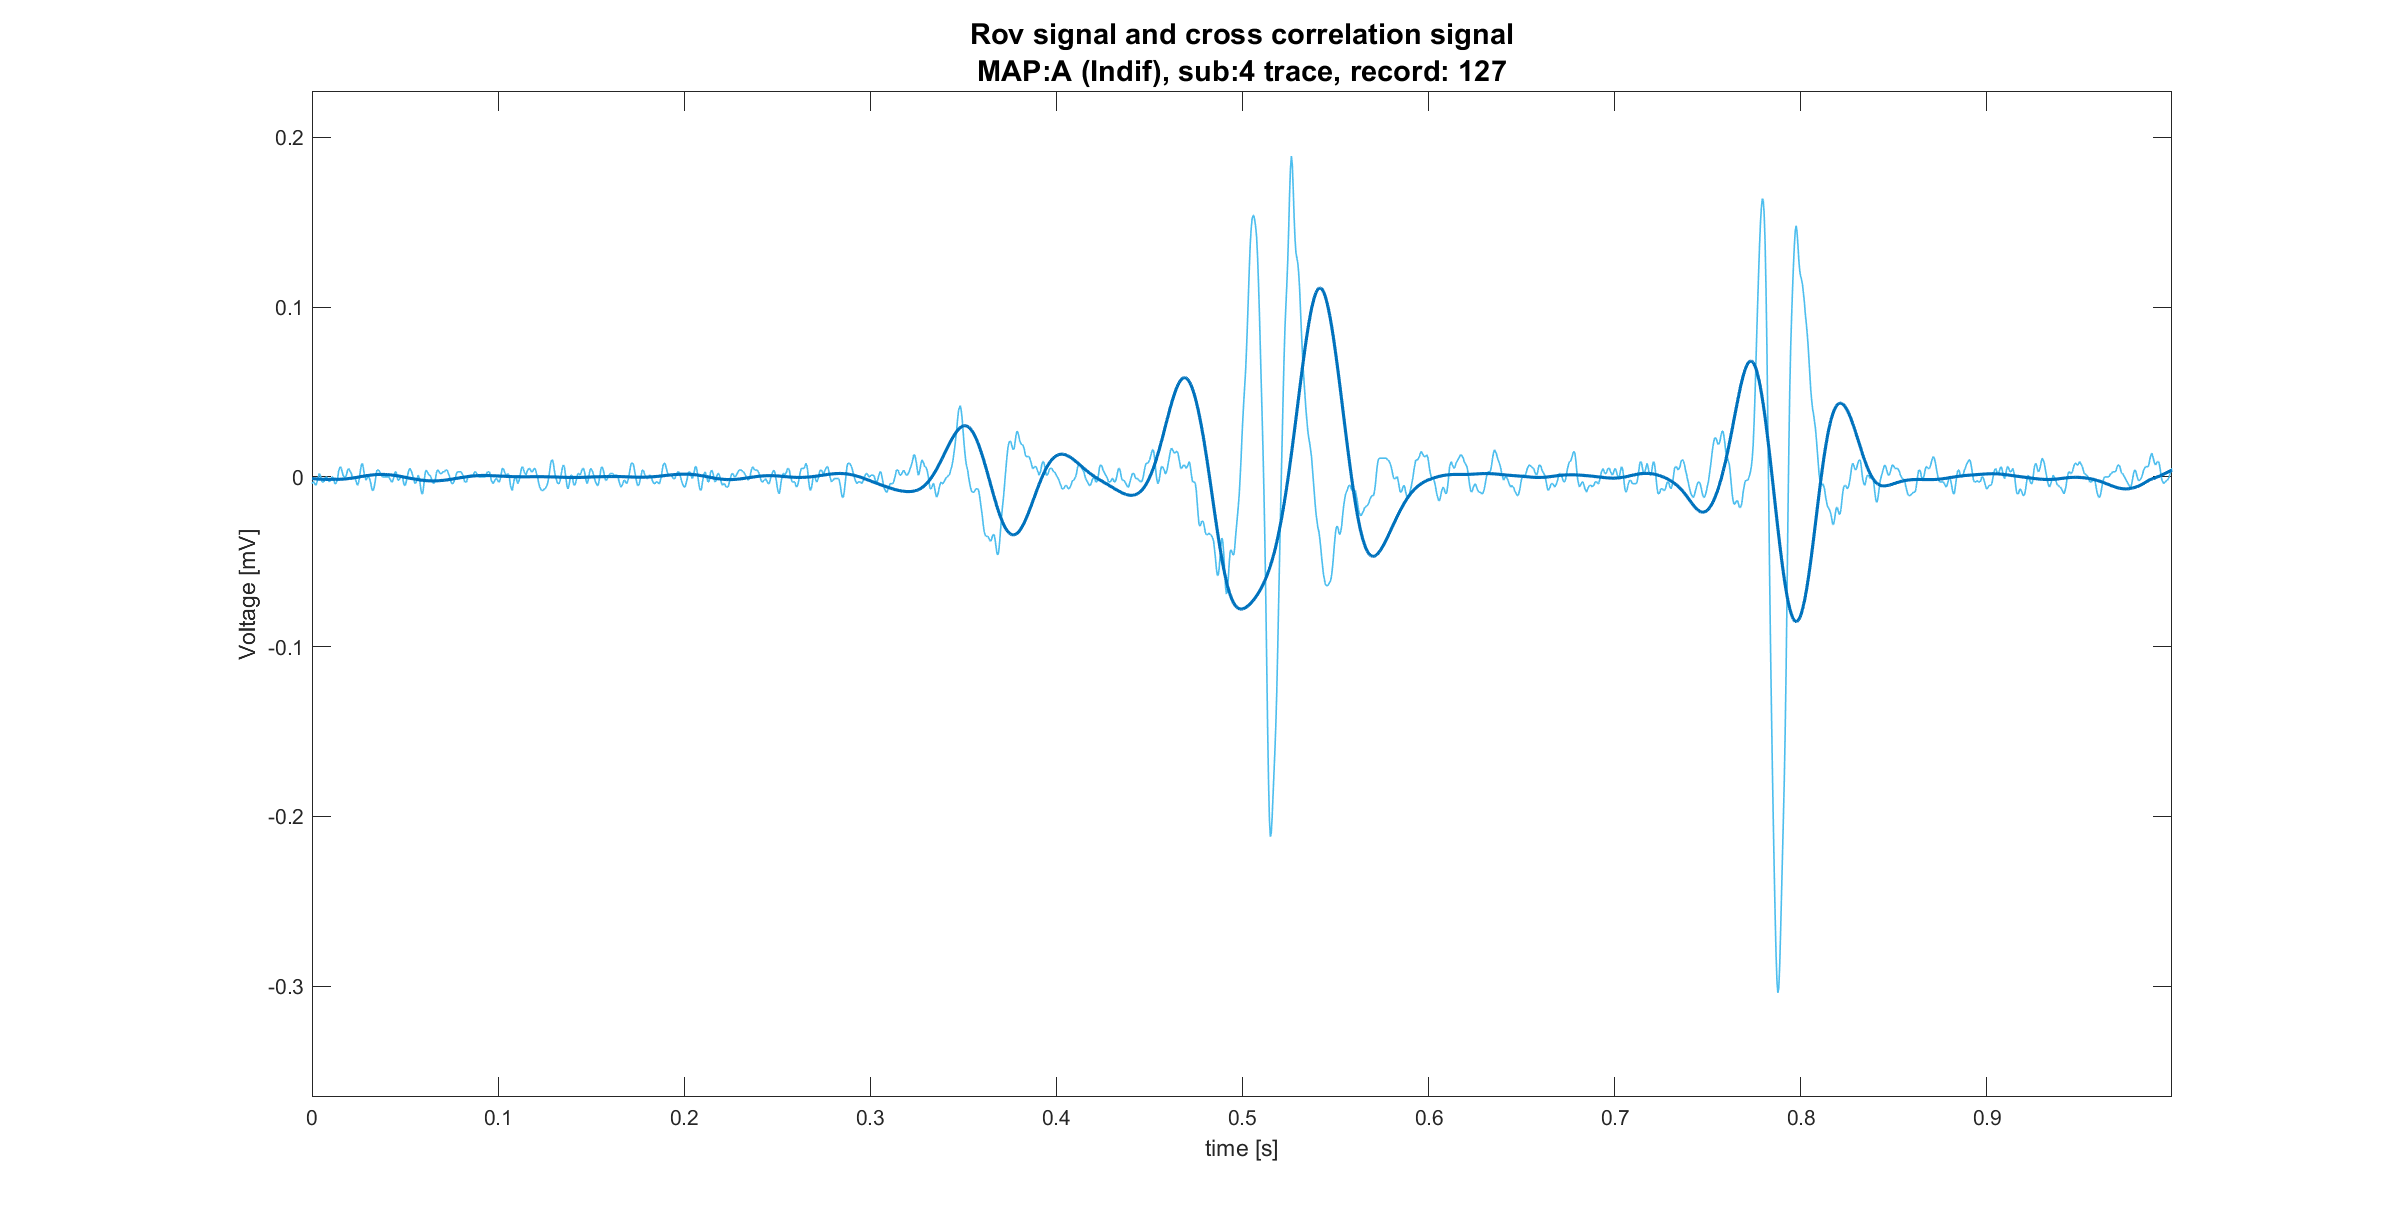 Rov signal and cross correlation signal
MAP:A (Indif), sub:4 trace, record: 127
0.2
0.1
0
-0.1
-0.2
-0.3
Voltage [mV]
0 0.1 0.2 0.3 0.4 0.5 0.6 0.7 0.8 0.9
time [s]